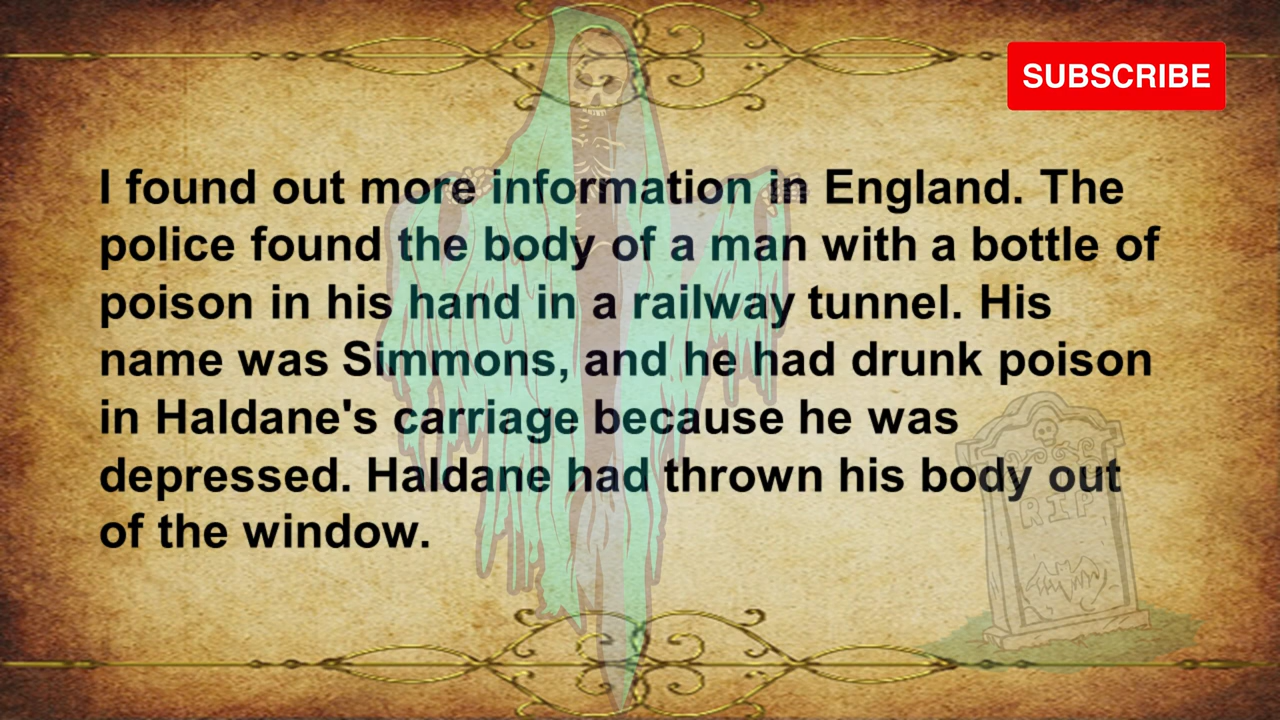 SUBSCRIBE
I found out more information in England. The
police found the body of a man with a bottle of
poison in his hand in a railway tunnel. His
name was Simmons, and he had drunk poison
in Haldane's carriage because he was
depressed. Haldane had thrown his body out
of the window.
RIP